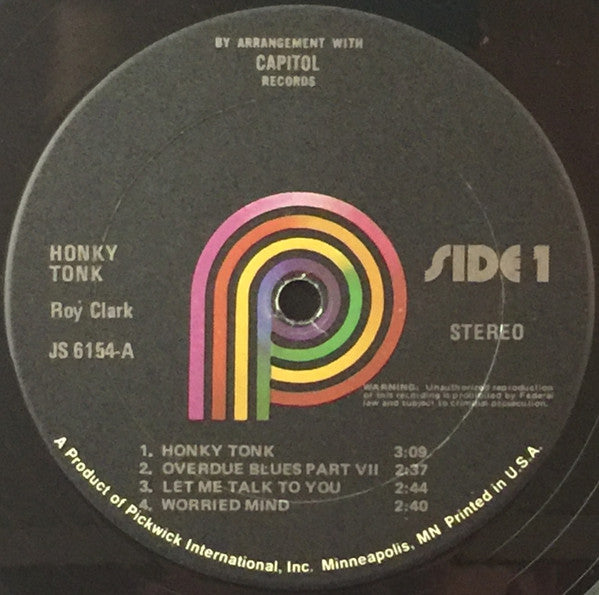 BY ARRANGEMENT WITH
CAPITOL
RECORDS
HONKY
TONK
Roy Clark
JS 6154-A
SIDE 1
STEREO
WARNING: Unauthorized reproduction
of this recording is prohibited by Federal
law and subject to criminal prosecution.
1. HONKY TONK 3:09
2. OVERDUE BLUES PART VII 2:37
3. LET ME TALK TO YOU 2:44
4. WORRIED MIND 2:40
A Product of Pickwick International, Inc. Minneapolis, MN Printed in U.S.A.